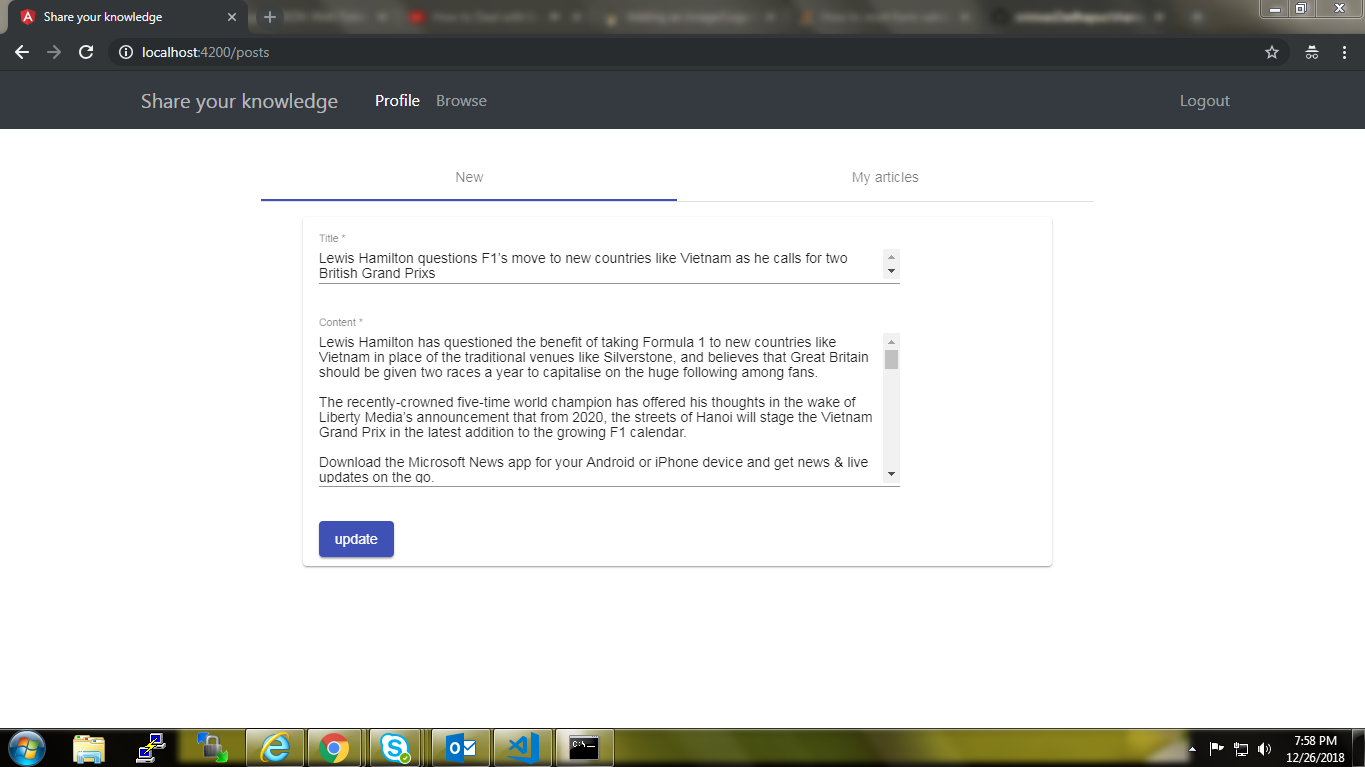 Share your knowledge
localhost:4200/posts
Share your knowledge Profile Browse Logout
New My articles
Title *
Lewis Hamilton questions F1's move to new countries like Vietnam as he calls for two
British Grand Prixs
Content *
Lewis Hamilton has questioned the benefit of taking Formula 1 to new countries like
Vietnam in place of the traditional venues like Silverstone, and believes that Great Britain
should be given two races a year to capitalise on the huge following among fans.
The recently-crowned five-time world champion has offered his thoughts in the wake of
Liberty Media's announcement that from 2020, the streets of Hanoi will stage the Vietnam
Grand Prix in the latest addition to the growing F1 calendar.
Download the Microsoft News app for your Android or iPhone device and get news & live
updates on the go.
update
7:58 PM
12/26/2018